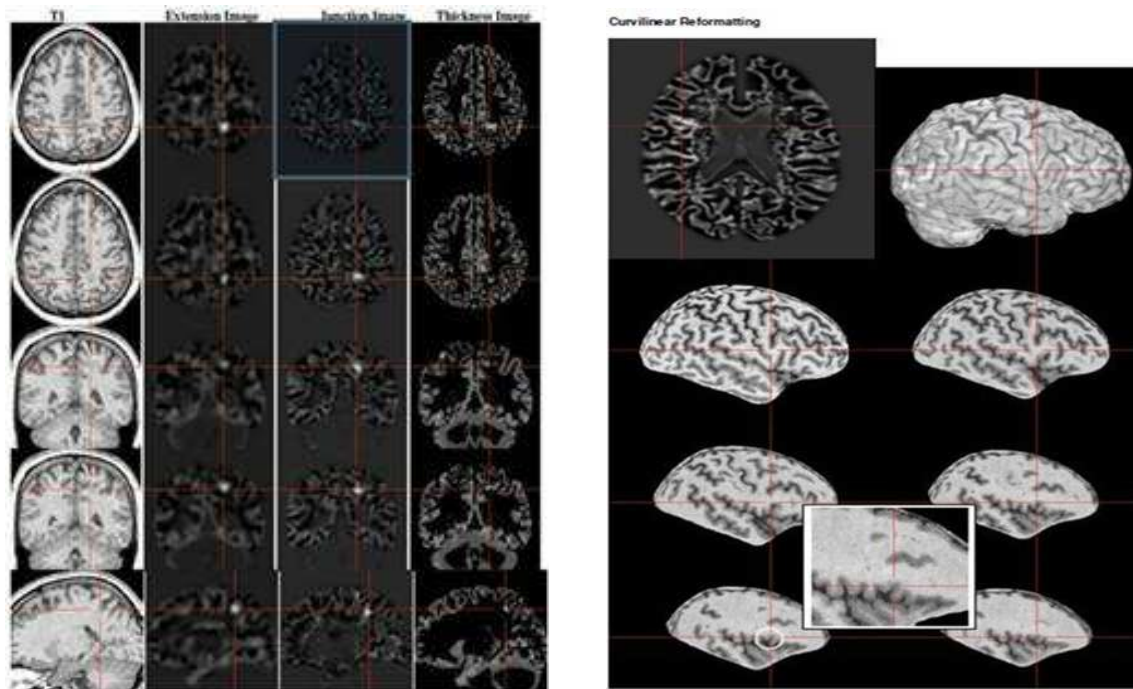 T1
Extension Image
Junction Image
Thickness Image
Curvilinear Reformatting